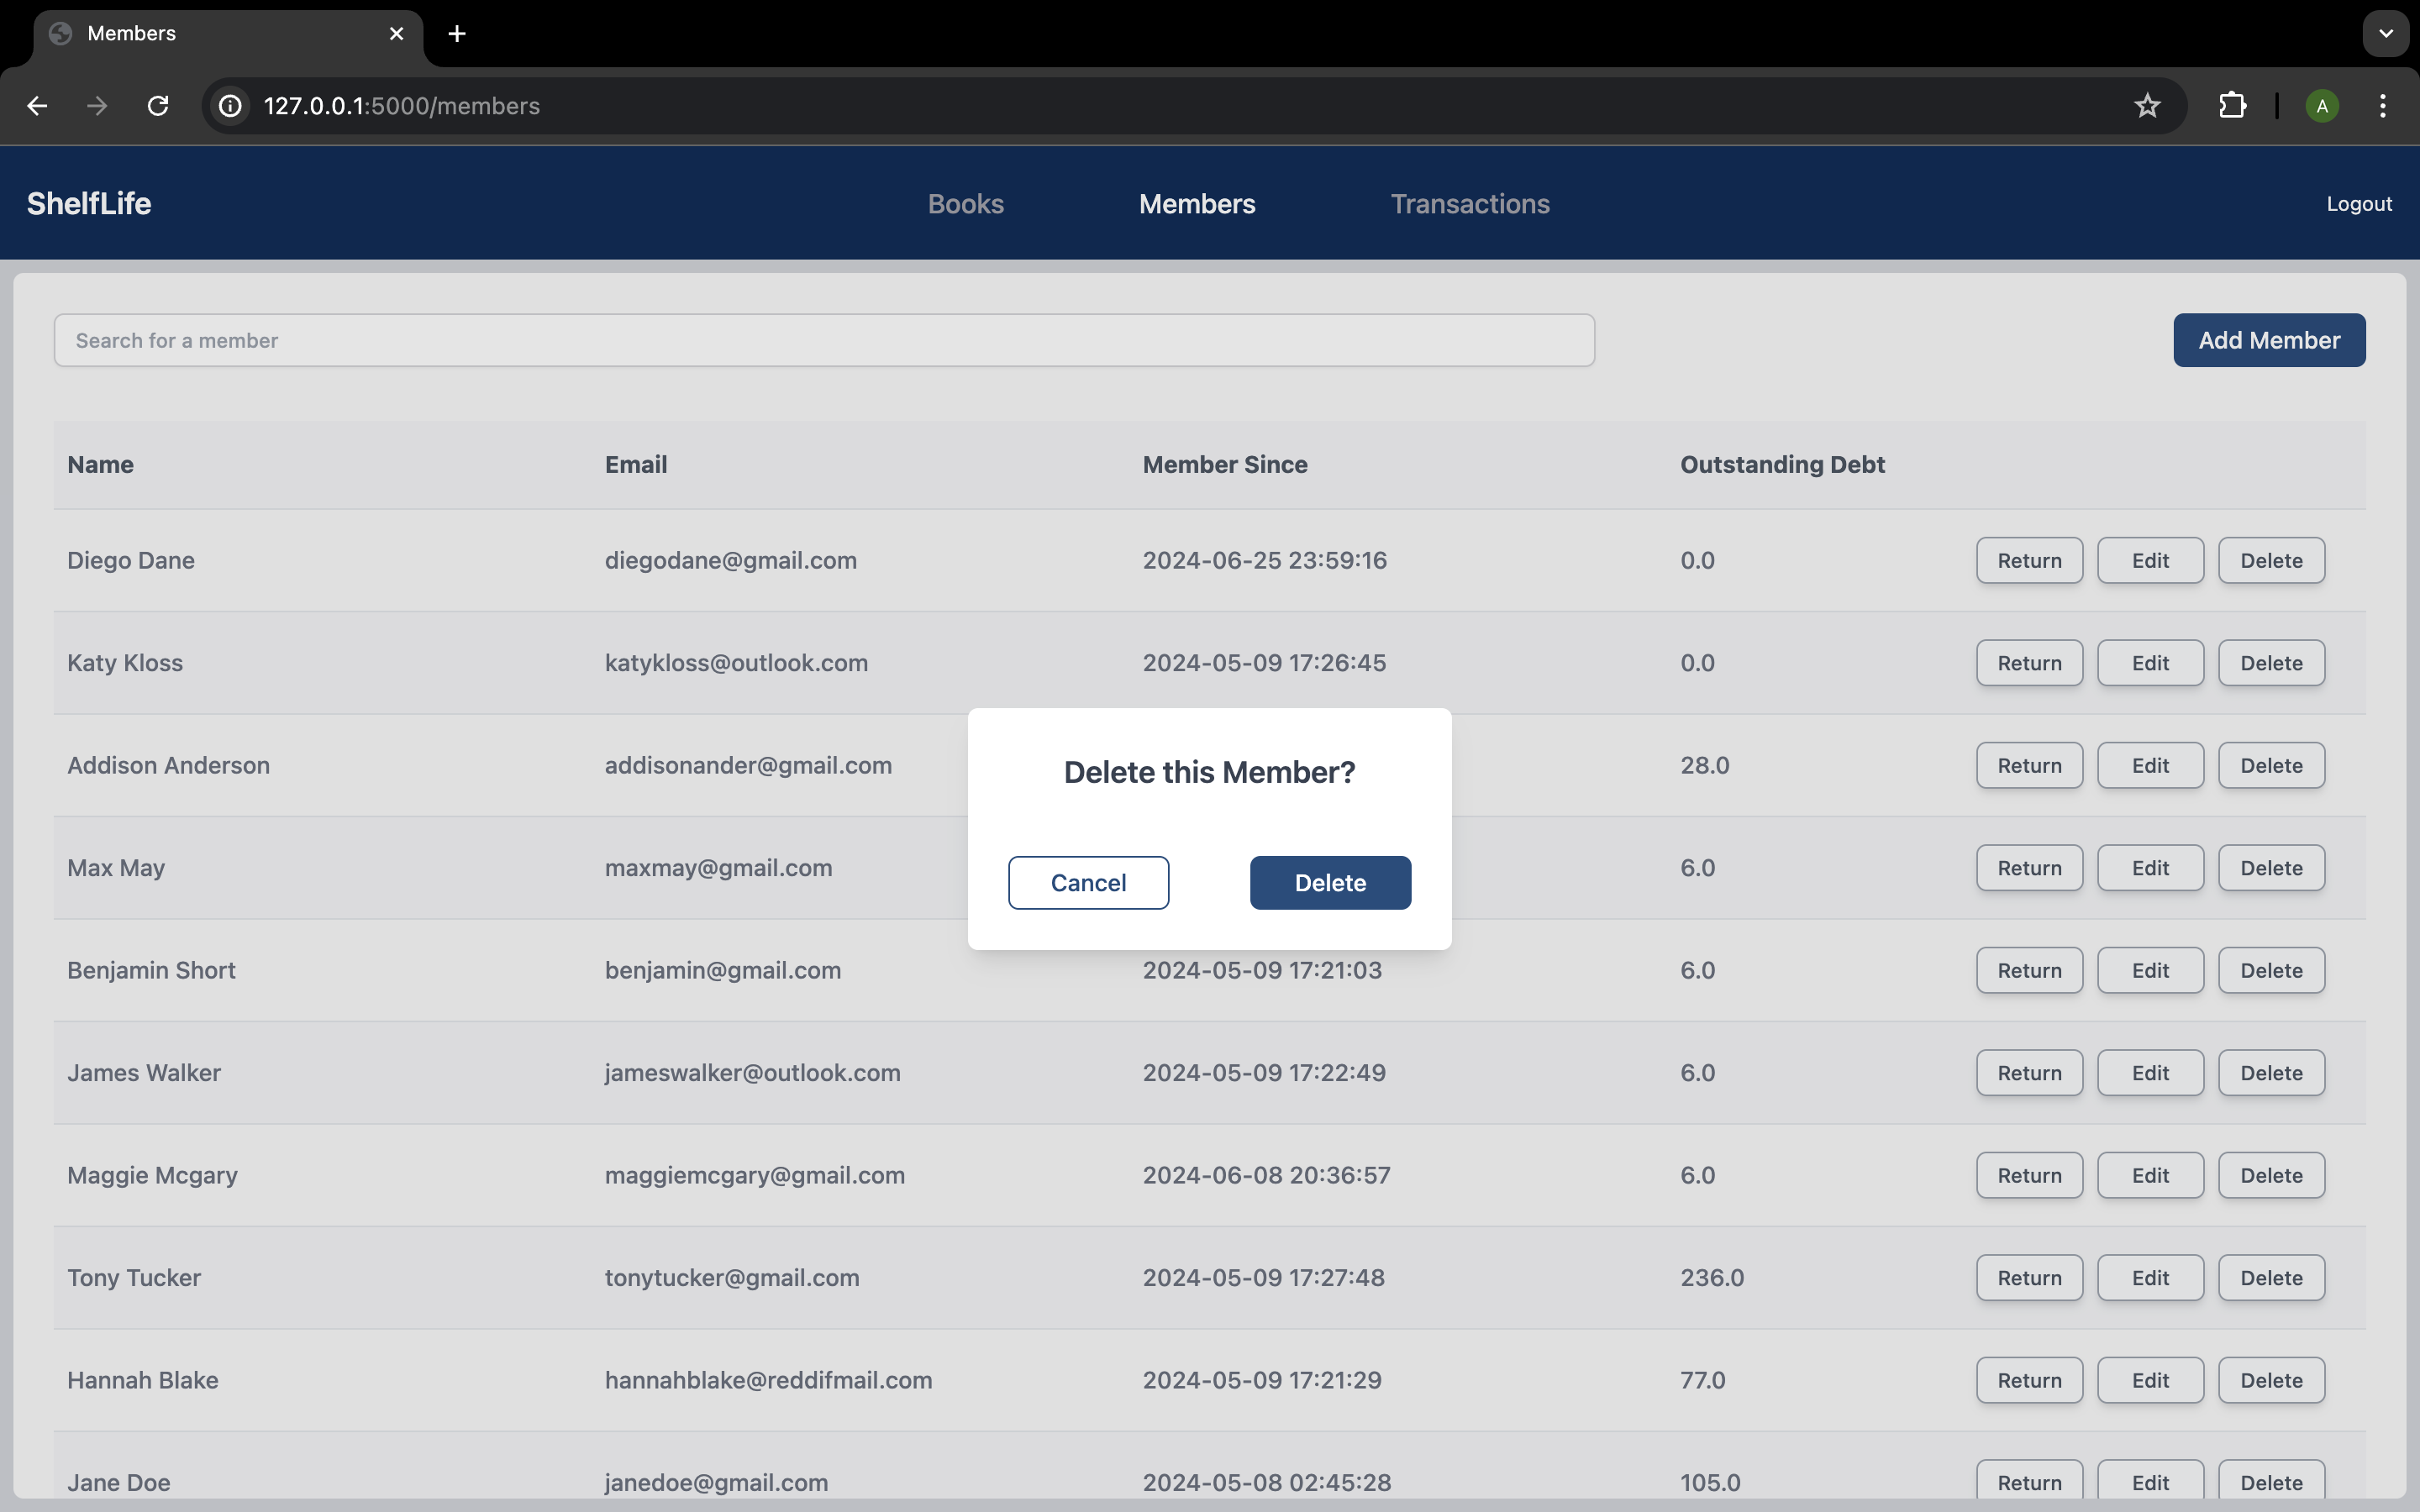 Members
127.0.0.1:5000/members
A
ShelfLife Books Members Transactions Logout
Search for a member Add Member
Name Email Member Since Outstanding Debt
Diego Dane diegodane@gmail.com 2024-06-25 23:59:16 0.0 Return Edit Delete
Katy Kloss katykloss@outlook.com 2024-05-09 17:26:45 0.0 Return Edit Delete
Addison Anderson addisonander@gmail.com 28.0 Return Edit Delete
Max May maxmay@gmail.com 6.0 Return Edit Delete
Delete this Member?
Cancel Delete
Benjamin Short benjamin@gmail.com 2024-05-09 17:21:03 6.0 Return Edit Delete
James Walker jameswalker@outlook.com 2024-05-09 17:22:49 6.0 Return Edit Delete
Maggie Mcgary maggiemcgary@gmail.com 2024-06-08 20:36:57 6.0 Return Edit Delete
Tony Tucker tonytucker@gmail.com 2024-05-09 17:27:48 236.0 Return Edit Delete
Hannah Blake hannahblake@reddifmail.com 2024-05-09 17:21:29 77.0 Return Edit Delete
Jane Doe janedoe@gmail.com 2024-05-08 02:45:28 105.0 Return Edit Delete